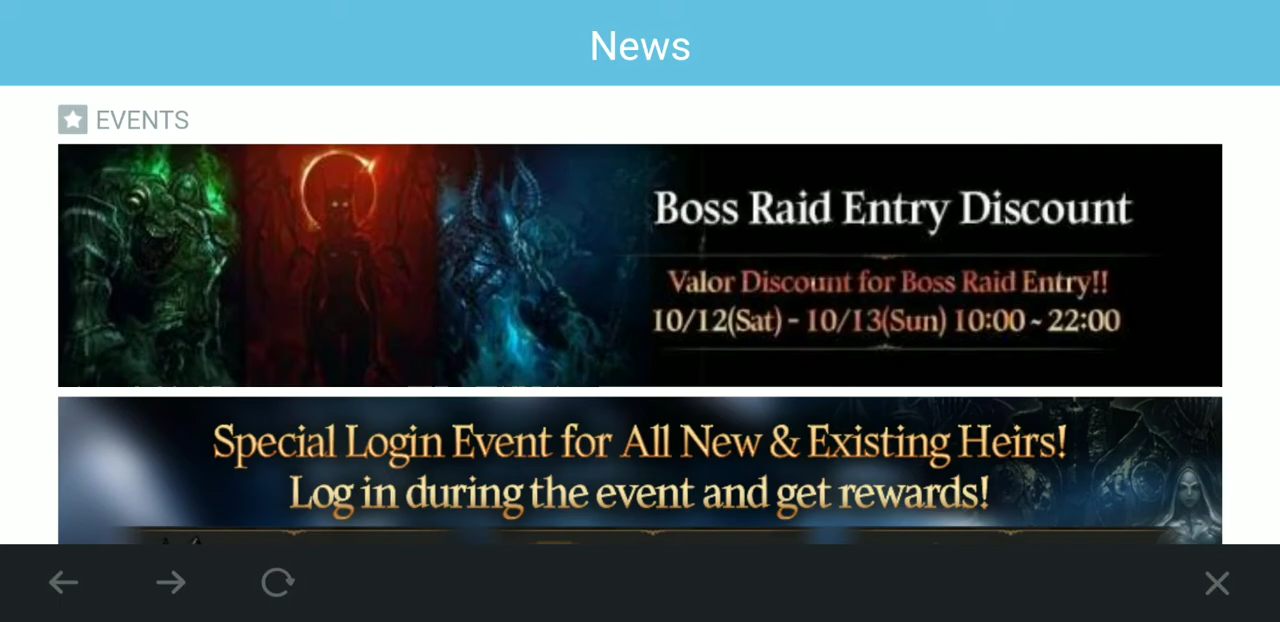 News
EVENTS
Boss Raid Entry Discount
Valor Discount for Boss Raid Entry!!
10/12(Sat) - 10/13(Sun) 10:00 ~ 22:00
Special Login Event for All New & Existing Heirs!
Log in during the event and get rewards!